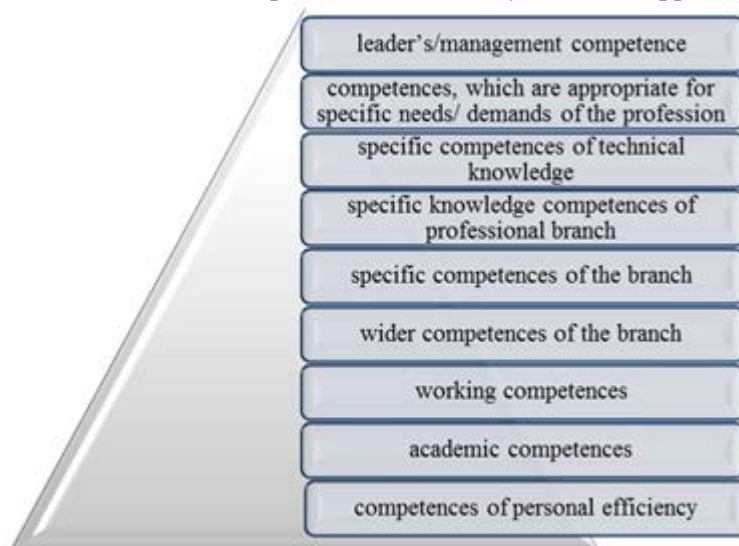 leader's/management competence
competences, which are appropriate for
specific needs/ demands of the profession
specific competences of technical
knowledge
specific knowledge competences of
professional branch
specific competences of the branch
wider competences of the branch
working competences
academic competences
competences of personal efficiency